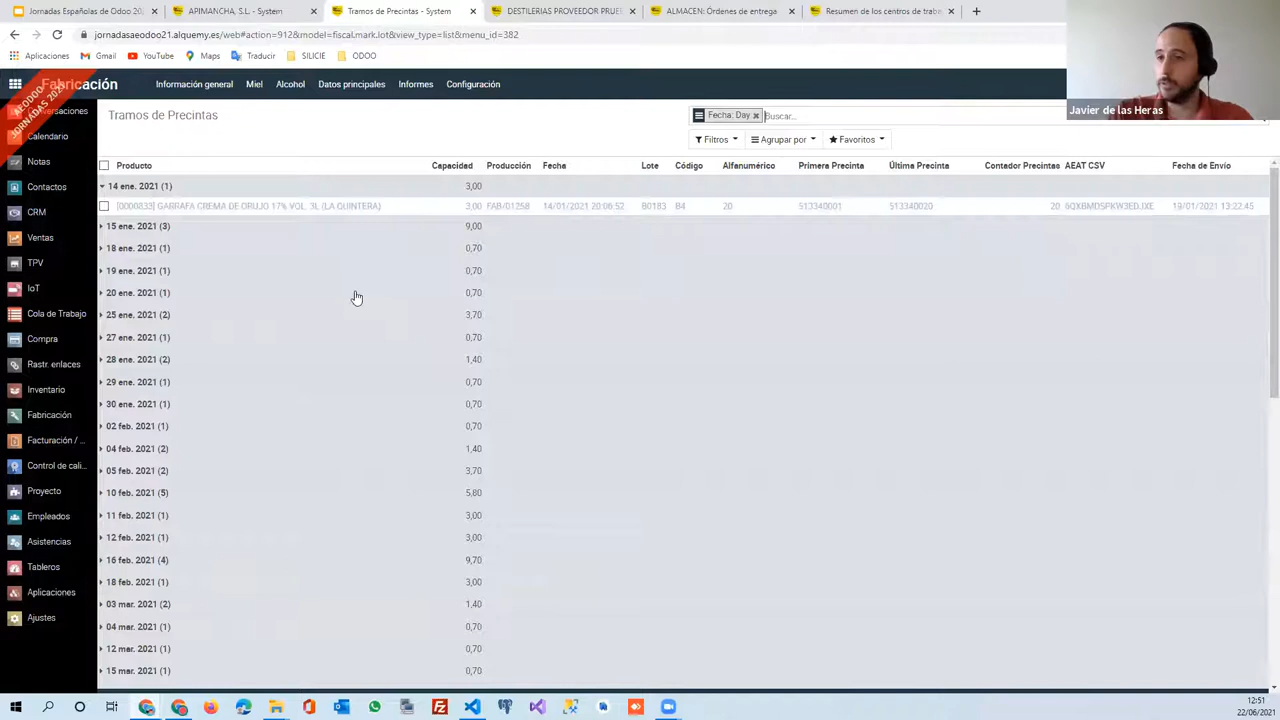 Jornadas Españolas de Odoo 202
APIMANCHA, S.L. - System
Tramos de Precintas - System
DESTILERIAS PROVEEDOR PRUE
ALMACEN: Órdenes de entrega
Resumen de los centros de trab
jornadasaeodoo21.alquemy.es/web#action=912&model=fiscal.mark.lot&view_type=list&menu_id=382
Aplicaciones
Gmail
YouTube
Maps
Traducir
SILICIE
ODOO
AEODOO
JORNADAS
Fabricación
Información general
Miel
Alcohol
Datos principales
Informes
Configuración
Javier de las Heras
Tramos de Precintas
Fecha: Day
Buscar...
Filtros
Agrupar por
Favoritos
Calendario
Notas
Contactos
CRM
Ventas
TPV
IoT
Cola de Trabajo
Compra
Rastr. enlaces
Inventario
Fabricación
Facturación / ...
Control de cali...
Proyecto
Empleados
Asistencias
Tableros
Aplicaciones
Ajustes
Producto Capacidad Producción Fecha Lote Código Alfanumérico Primera Precinta Última Precinta Contador Precintas AEAT CSV Fecha de Envío
14 ene. 2021 (1) 3,00
[0000833] GARRAFA CREMA DE ORUJO 17% VOL. 3L (LA QUINTERA) 3,00 FAB/01258 14/01/2021 20:06:52 B0183 B4 20 513340001 513340020 20 19/01/2021 13:22:45
15 ene. 2021 (3) 9,00
18 ene. 2021 (1) 0,70
19 ene. 2021 (1) 0,70
20 ene. 2021 (1) 0,70
25 ene. 2021 (2) 3,70
27 ene. 2021 (1) 0,70
28 ene. 2021 (2) 1,40
29 ene. 2021 (1) 0,70
30 ene. 2021 (1) 0,70
02 feb. 2021 (1) 0,70
04 feb. 2021 (2) 1,40
05 feb. 2021 (2) 3,70
10 feb. 2021 (5) 5,80
11 feb. 2021 (1) 3,00
12 feb. 2021 (1) 3,00
16 feb. 2021 (4) 9,70
18 feb. 2021 (1) 3,00
03 mar. 2021 (2) 1,40
04 mar. 2021 (1) 0,70
12 mar. 2021 (1) 0,70
15 mar. 2021 (1) 0,70
12:51
22/06/2021